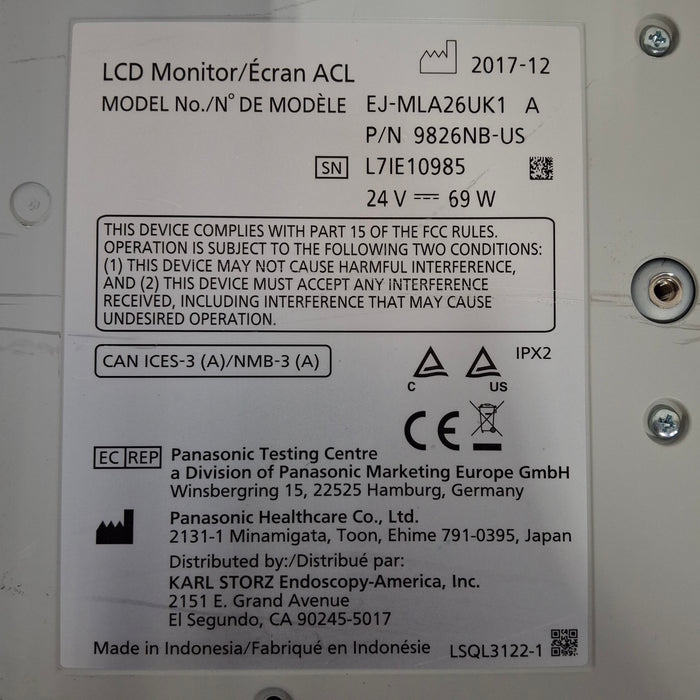 LCD Monitor/Écran ACL 2017-12
MODEL No./N° DE MODÈLE EJ-MLA26UK1 A
P/N 9826NB-US
SN L7IE10985
24 V ⎓ 69 W
THIS DEVICE COMPLIES WITH PART 15 OF THE FCC RULES.
OPERATION IS SUBJECT TO THE FOLLOWING TWO CONDITIONS:
(1) THIS DEVICE MAY NOT CAUSE HARMFUL INTERFERENCE,
AND (2) THIS DEVICE MUST ACCEPT ANY INTERFERENCE
RECEIVED, INCLUDING INTERFERENCE THAT MAY CAUSE
UNDESIRED OPERATION.
CAN ICES-3 (A)/NMB-3 (A)
IPX2
C US
CE
EC REP Panasonic Testing Centre
a Division of Panasonic Marketing Europe GmbH
Winsbergring 15, 22525 Hamburg, Germany
Panasonic Healthcare Co., Ltd.
2131-1 Minamigata, Toon, Ehime 791-0395, Japan
Distributed by:/Distribué par:
KARL STORZ Endoscopy-America, Inc.
2151 E. Grand Avenue
El Segundo, CA 90245-5017
Made in Indonesia/Fabriqué en Indonésie LSQL3122-1